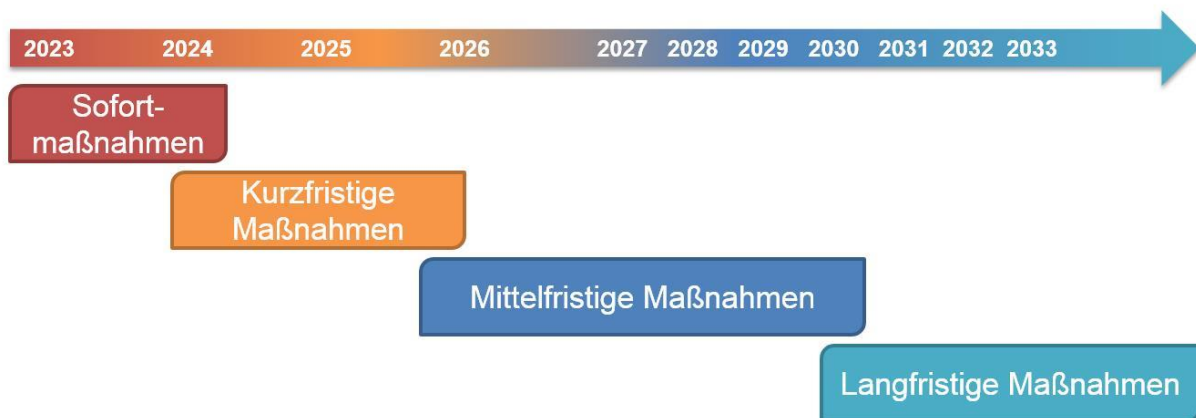 2023 2024 2025 2026 2027 2028 2029 2030 2031 2032 2033
Sofort-
maßnahmen
Kurzfristige
Maßnahmen
Mittelfristige Maßnahmen
Langfristige Maßnahmen